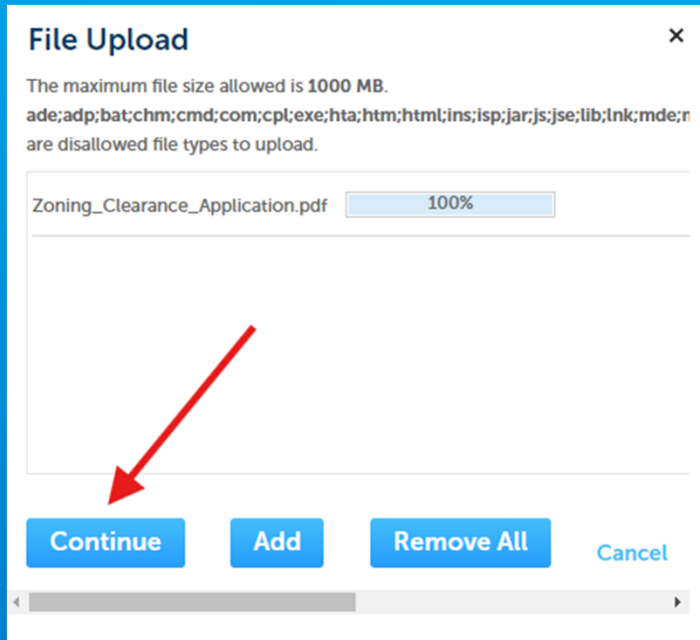 File Upload ×
The maximum file size allowed is 1000 MB.
ade;adp;bat;chm;cmd;com;cpl;exe;hta;htm;html;ins;isp;jar;js;jse;lib;lnk;mde;
are disallowed file types to upload.
Zoning_Clearance_Application.pdf 100%
Continue Add Remove All Cancel